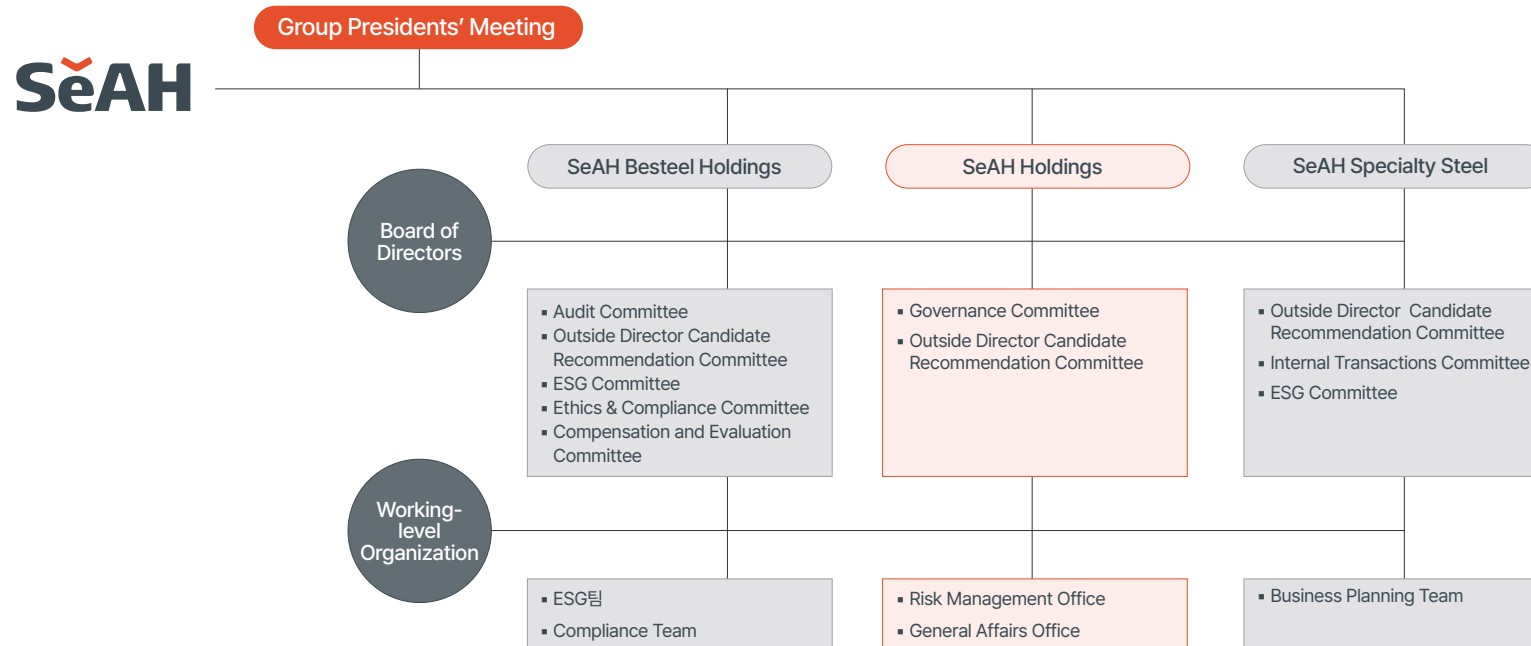 Group Presidents’ Meeting
SeAH
SeAH Besteel Holdings
SeAH Holdings
SeAH Specialty Steel
Board of
Directors
▪ Audit Committee
▪ Outside Director Candidate
Recommendation Committee
▪ ESG Committee
▪ Ethics & Compliance Committee
▪ Compensation and Evaluation
Committee
▪ Governance Committee
▪ Outside Director Candidate
Recommendation Committee
▪ Outside Director Candidate
Recommendation Committee
▪ Internal Transactions Committee
▪ ESG Committee
Working-
level
Organization
▪ ESG팀
▪ Compliance Team
▪ Risk Management Office
▪ General Affairs Office
▪ Business Planning Team